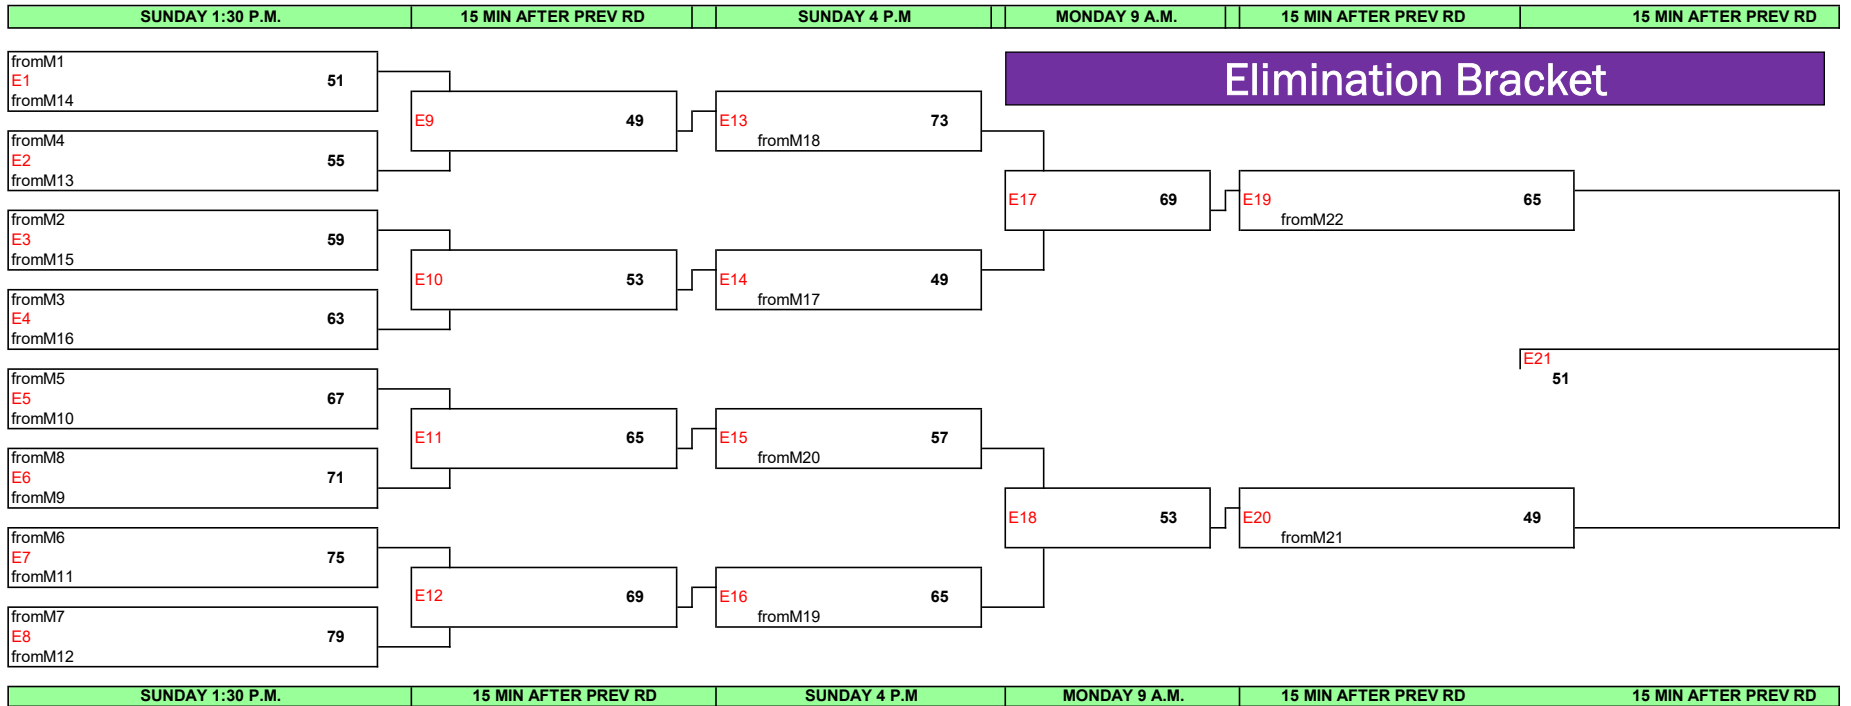 SUNDAY 1:30 P.M. 15 MIN AFTER PREV RD SUNDAY 4 P.M MONDAY 9 A.M. 15 MIN AFTER PREV RD 15 MIN AFTER PREV RD
Elimination Bracket
fromM1
E1 51
fromM14
fromM4
E2 55
fromM13
fromM2
E3 59
fromM15
fromM3
E4 63
fromM16
fromM5
E5 67
fromM10
fromM8
E6 71
fromM9
fromM6
E7 75
fromM11
fromM7
E8 79
fromM12
E9 49
E10 53
E11 65
E12 69
E13 73
fromM18
E14 49
fromM17
E15 57
fromM20
E16 65
fromM19
E17 69
E18 53
E19 65
fromM22
E20 49
fromM21
E21
51
SUNDAY 1:30 P.M. 15 MIN AFTER PREV RD SUNDAY 4 P.M MONDAY 9 A.M. 15 MIN AFTER PREV RD 15 MIN AFTER PREV RD